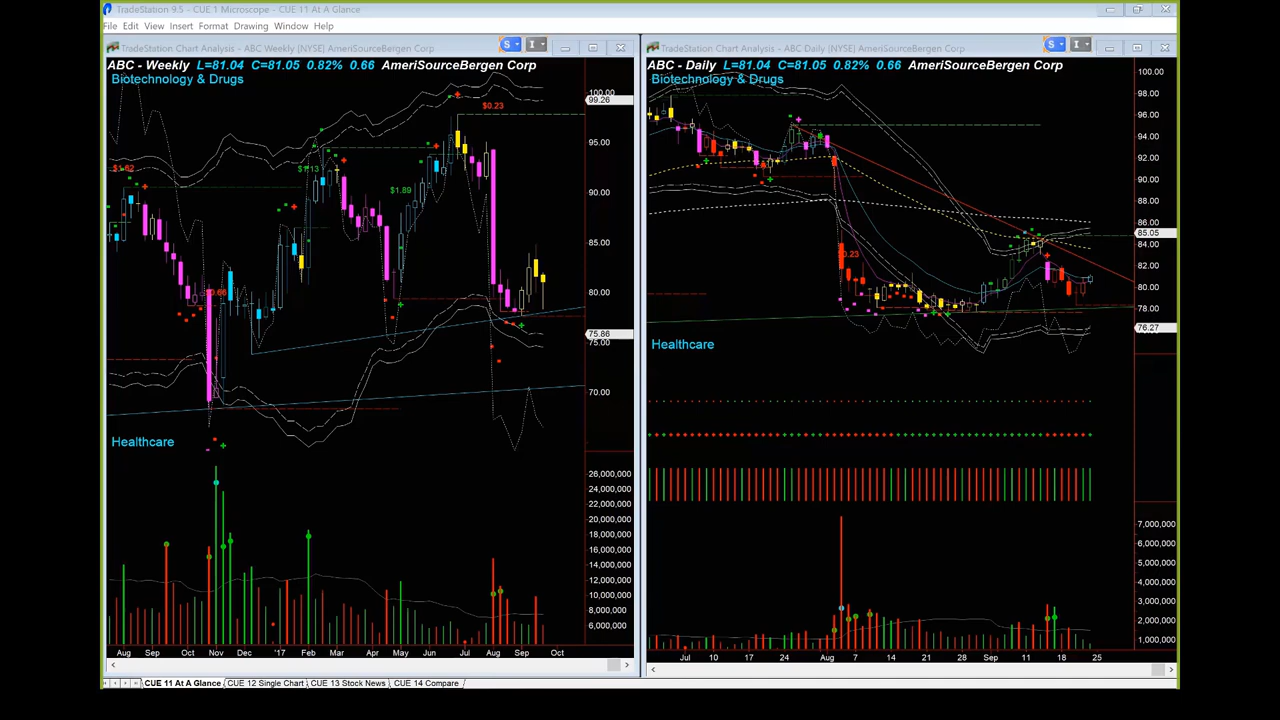 TradeStation 9.5 - CUE 1 Microscope - CUE 11 At A Glance
File Edit View Insert Format Drawing Window Help
TradeStation Chart Analysis - ABC Weekly [NYSE] AmeriSourceBergen Corp
S I
ABC - Weekly L=81.04 C=81.05 0.82% 0.66 AmeriSourceBergen Corp
Biotechnology & Drugs
$0.23
$1.13
$1.89
100.00
99.26
95.00
90.00
85.00
80.00
75.86
75.00
70.00
Healthcare
26,000,000
24,000,000
22,000,000
20,000,000
18,000,000
16,000,000
14,000,000
12,000,000
10,000,000
8,000,000
6,000,000
Aug Sep Oct Nov Dec '17 Feb Mar Apr May Jun Jul Aug Sep Oct
TradeStation Chart Analysis - ABC Daily [NYSE] AmeriSourceBergen Corp
S I
ABC - Daily L=81.04 C=81.05 0.82% 0.66 AmeriSourceBergen Corp
Biotechnology & Drugs
100.00
98.00
96.00
94.00
92.00
90.00
88.00
86.00
85.05
84.00
82.00
80.00
78.00
76.27
Healthcare
7,000,000
6,000,000
5,000,000
4,000,000
3,000,000
2,000,000
1,000,000
Jul 10 17 24 Aug 7 14 21 28 Sep 11 18 25
CUE 11 At A Glance CUE 12 Single Chart CUE 13 Stock News CUE 14 Compare